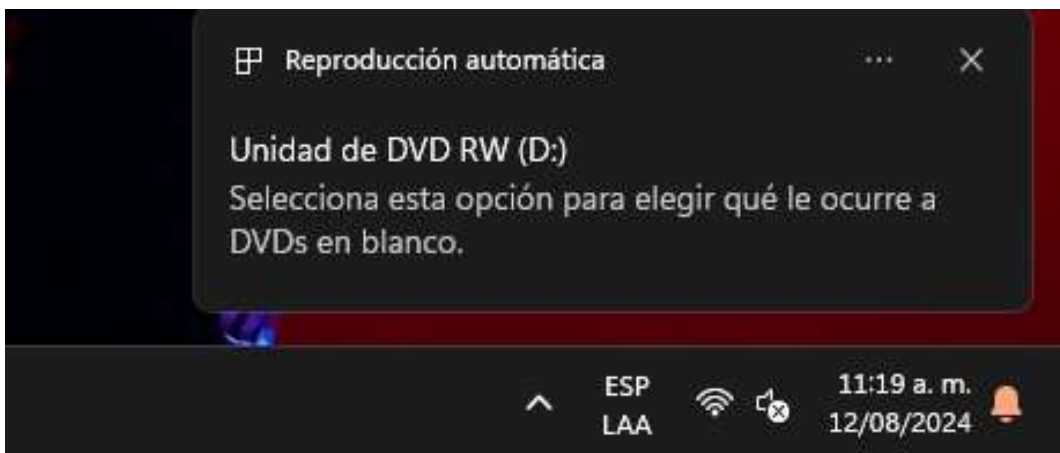 Reproducción automática
Unidad de DVD RW (D:)
Selecciona esta opción para elegir qué le ocurre a
DVDs en blanco.
ESP
LAA
11:19 a. m.
12/08/2024